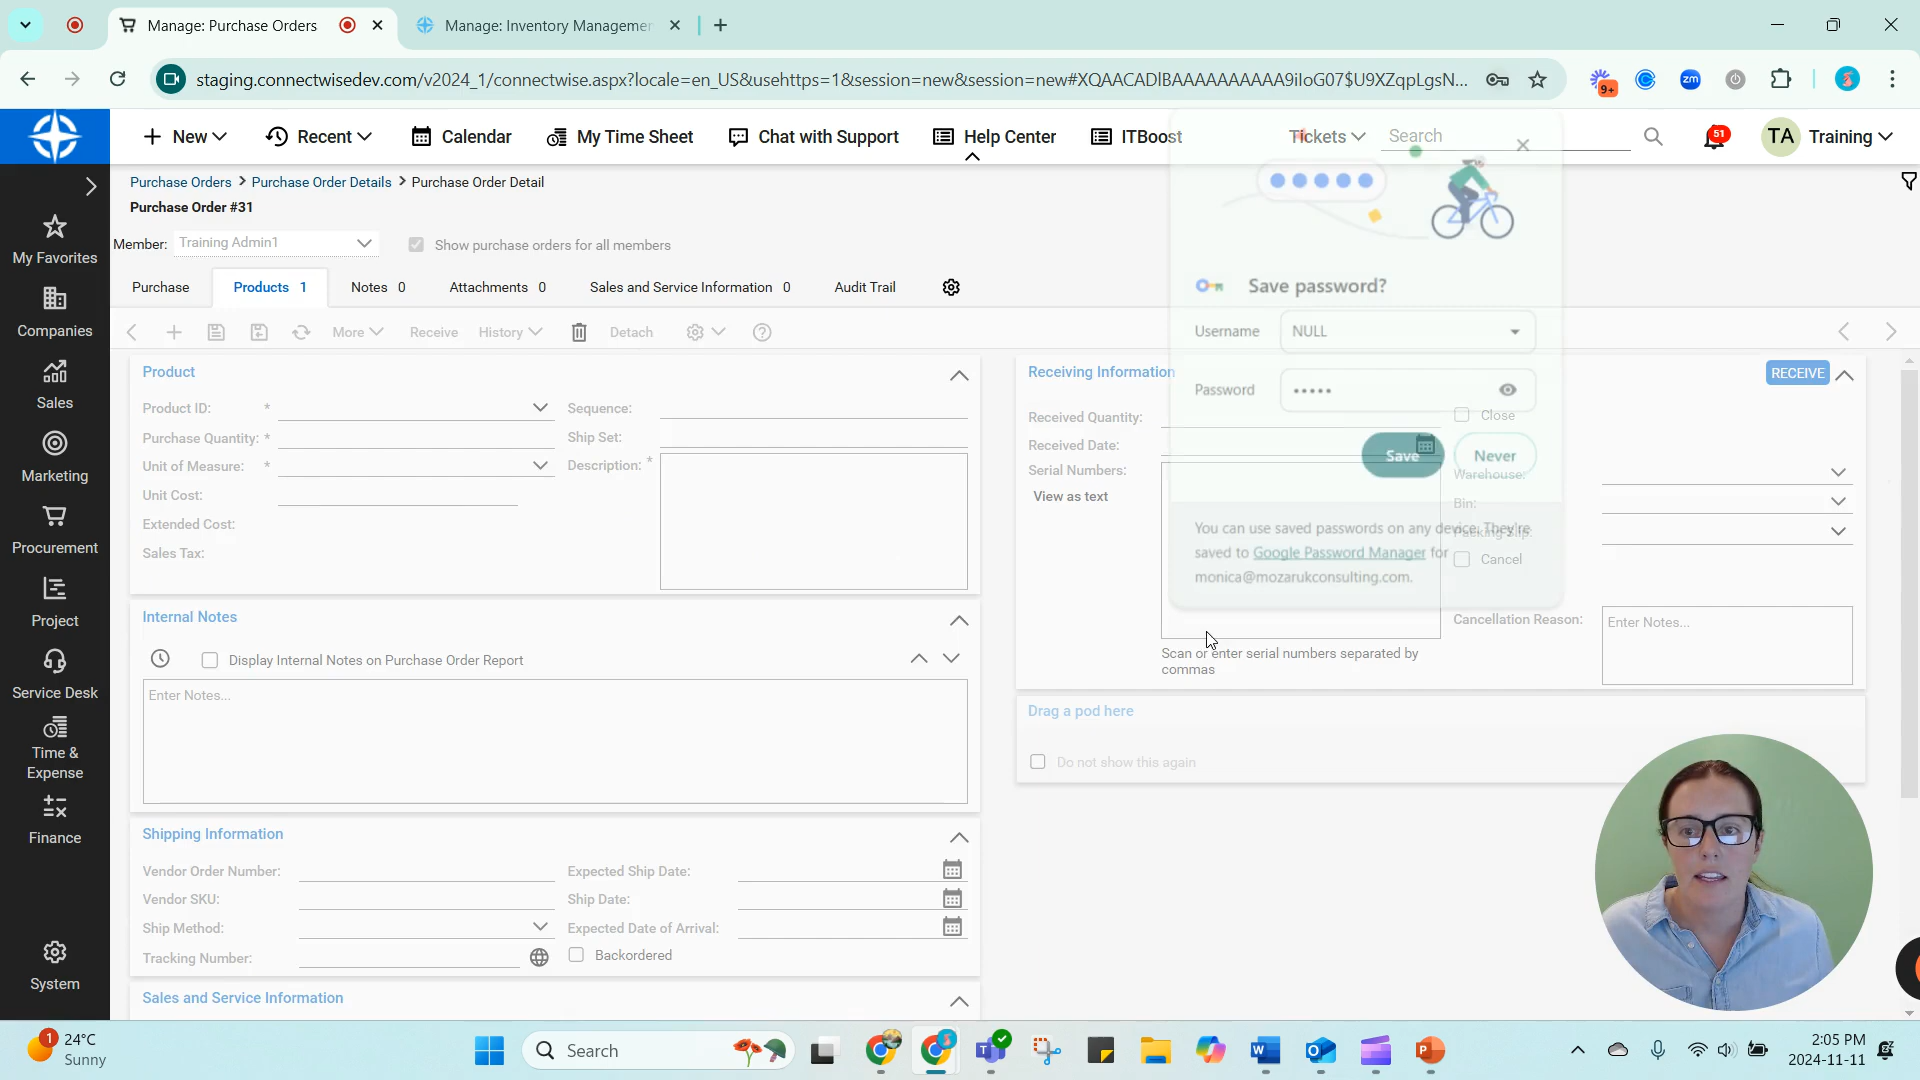 Manage: Purchase Orders
Manage: Inventory Managemen
staging.connectwisedev.com/v2024_1/connectwise.aspx?locale=en_US&usehttps=1&session=new&session=new#XQAACADlBAAAAAAAAAA9iIoG07$U9XZqpLgsN...
9+
zm
New
Recent
Calendar
My Time Sheet
Chat with Support
Help Center
ITBoost
Tickets
Search
51
TA
Training
Purchase Orders > Purchase Order Details > Purchase Order Detail
Purchase Order #31
Member: Training Admin1
Show purchase orders for all members
Purchase
Products 1
Notes 0
Attachments 0
Sales and Service Information 0
Audit Trail
More
Receive
History
Detach
My Favorites
Companies
Sales
Marketing
Procurement
Project
Service Desk
Time &
Expense
Finance
System
Product
Product ID: *
Purchase Quantity: *
Unit of Measure: *
Unit Cost:
Extended Cost:
Sales Tax:
Sequence:
Ship Set:
Description: *
Internal Notes
Display Internal Notes on Purchase Order Report
Enter Notes...
Shipping Information
Vendor Order Number:
Vendor SKU:
Ship Method:
Tracking Number:
Expected Ship Date:
Ship Date:
Expected Date of Arrival:
Backordered
Sales and Service Information
Receiving Information
RECEIVE
Received Quantity:
Received Date:
Serial Numbers:
View as text
Scan or enter serial numbers separated by
commas
Close
Warehouse:
Bin:
Packing Slip:
Cancel
Cancellation Reason:
Enter Notes...
Drag a pod here
Do not show this again
Save password?
Username NULL
Password •••••
Save
Never
You can use saved passwords on any device. They're
saved to Google Password Manager for
monica@mozarukconsulting.com.
1
24°C
Sunny
Search
2:05 PM
2024-11-11